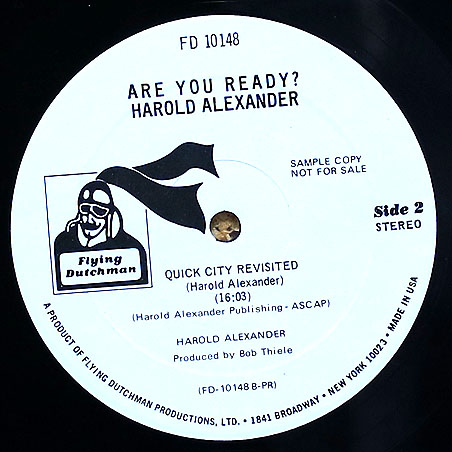 FD 10148
ARE YOU READY?
HAROLD ALEXANDER
SAMPLE COPY
NOT FOR SALE
Side 2
STEREO
Flying
Dutchman
QUICK CITY REVISITED
(Harold Alexander)
(16:03)
(Harold Alexander Publishing - ASCAP)
HAROLD ALEXANDER
Produced by Bob Thiele
(FD-10148 B-PR)
A PRODUCT OF FLYING DUTCHMAN PRODUCTIONS, LTD. • 1841 BROADWAY • NEW YORK 10023 • MADE IN USA